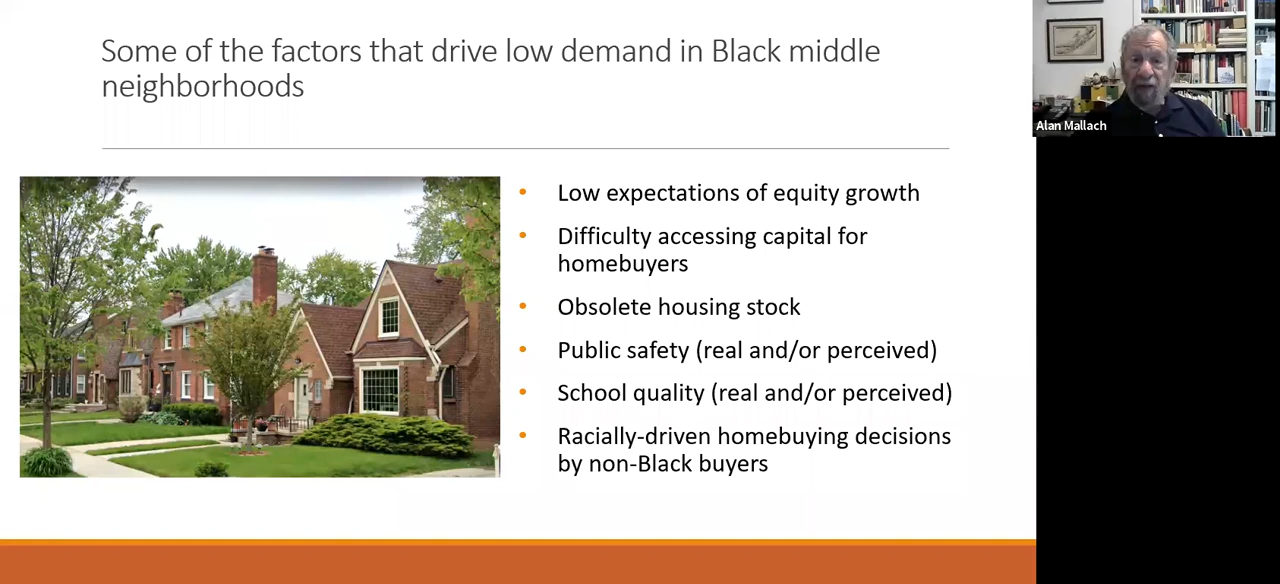 Some of the factors that drive low demand in Black middle
neighborhoods
Alan Mallach
• Low expectations of equity growth
• Difficulty accessing capital for
homebuyers
• Obsolete housing stock
• Public safety (real and/or perceived)
• School quality (real and/or perceived)
• Racially-driven homebuying decisions
by non-Black buyers